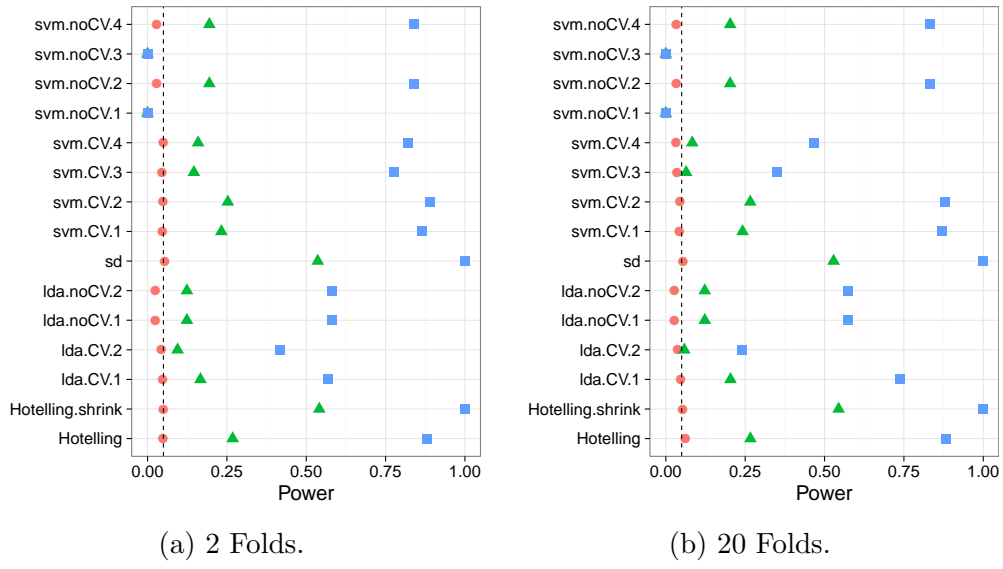 svm.noCV.4
svm.noCV.3
svm.noCV.2
svm.noCV.1
svm.CV.4
svm.CV.3
svm.CV.2
svm.CV.1
sd
lda.noCV.2
lda.noCV.1
lda.CV.2
lda.CV.1
Hotelling.shrink
Hotelling
0.00 0.25 0.50 0.75 1.00
Power
(a) 2 Folds.
svm.noCV.4
svm.noCV.3
svm.noCV.2
svm.noCV.1
svm.CV.4
svm.CV.3
svm.CV.2
svm.CV.1
sd
lda.noCV.2
lda.noCV.1
lda.CV.2
lda.CV.1
Hotelling.shrink
Hotelling
0.00 0.25 0.50 0.75 1.00
Power
(b) 20 Folds.